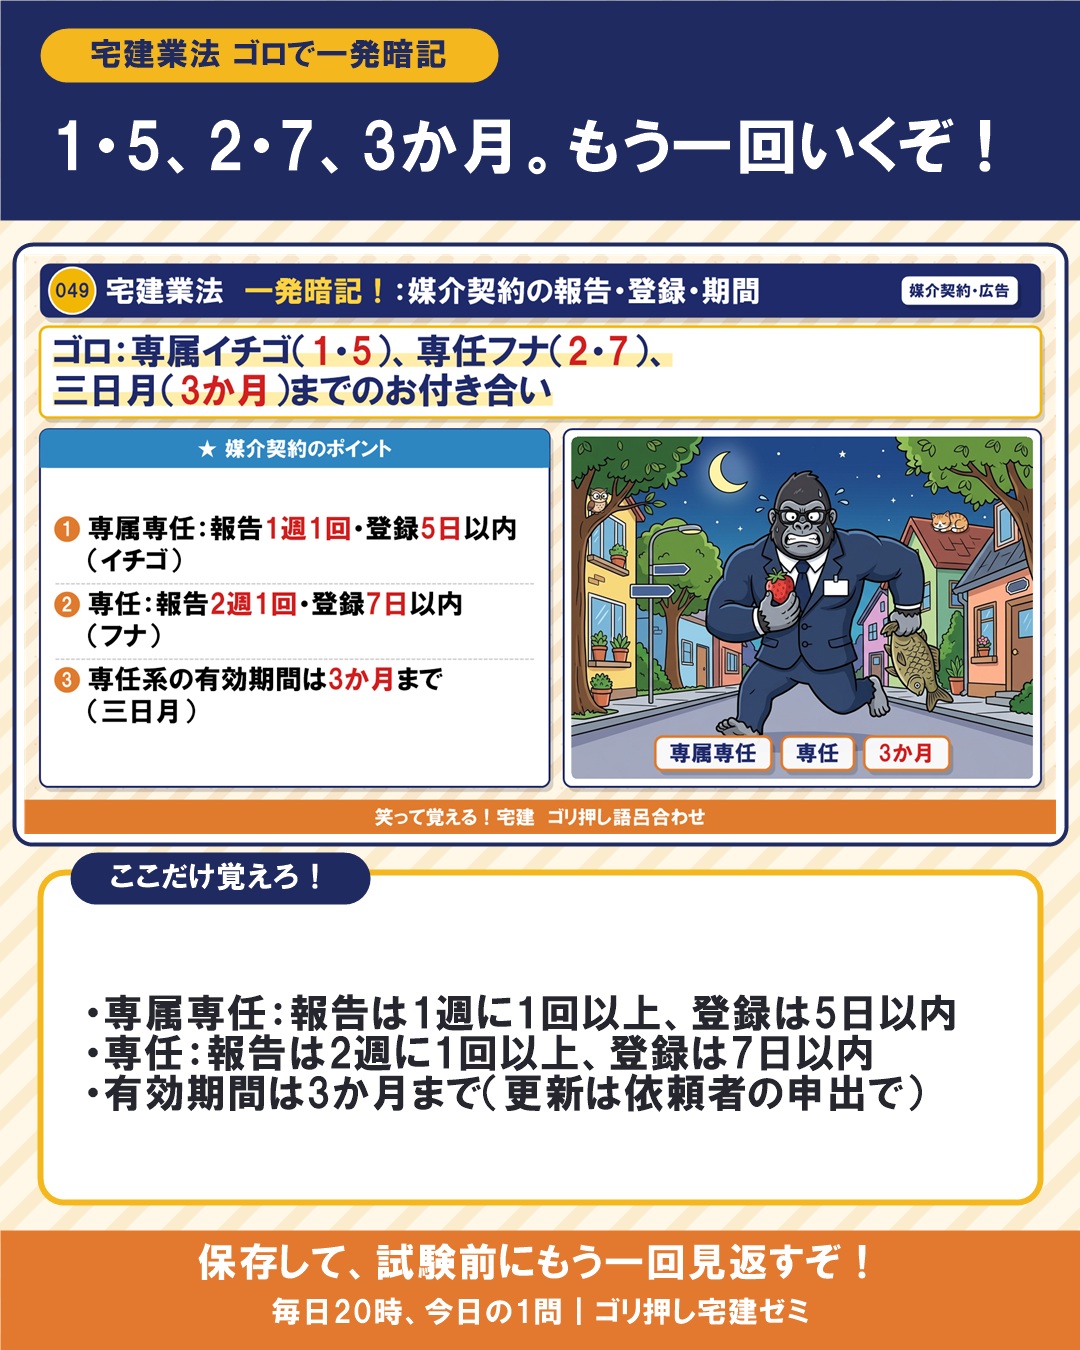 宅建業法 ゴロで一発暗記
1・5、2・7、3か月。もう一回いくぞ！
049 宅建業法 一発暗記！：媒介契約の報告・登録・期間 媒介契約・広告
ゴロ：専属イチゴ（1・5）、専任フナ（2・7）、
三日月（3か月）までのお付き合い
★ 媒介契約のポイント
1 専属専任：報告1週1回・登録5日以内
（イチゴ）
2 専任：報告2週1回・登録7日以内
（フナ）
3 専任系の有効期間は3か月まで
（三日月）
専属専任 専任 3か月
笑って覚える！宅建 ゴリ押し語呂合わせ
ここだけ覚えろ！
・専属専任：報告は1週に1回以上、登録は5日以内
・専任：報告は2週に1回以上、登録は7日以内
・有効期間は3か月まで（更新は依頼者の申出で）
保存して、試験前にもう一回見返すぞ！
毎日20時、今日の1問｜ゴリ押し宅建ゼミ